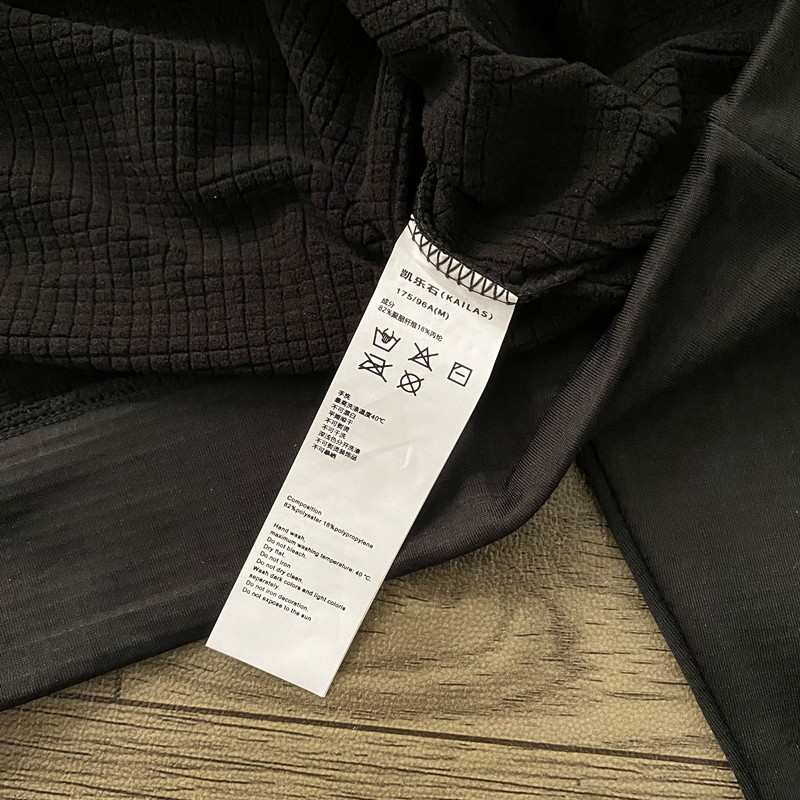 凯乐石(KAILAS)
175/96A(M)
成分
82%聚酯纤维18%丙纶
手洗
最高洗涤温度40℃
不可漂白
平摊晾干
不可熨烫
不可干洗
深浅色分开洗涤
不可熨烫装饰品
不可曝晒
Composition
82%polyester 18%polypropylene
Hand wash.
maximum washing temperature: 40 ℃.
Do not bleach.
Dry flat.
Do not iron
Do not dry clean.
Wash dark colors and light coloria
separately.
Do not iron decoration.
Do not expose to the sun